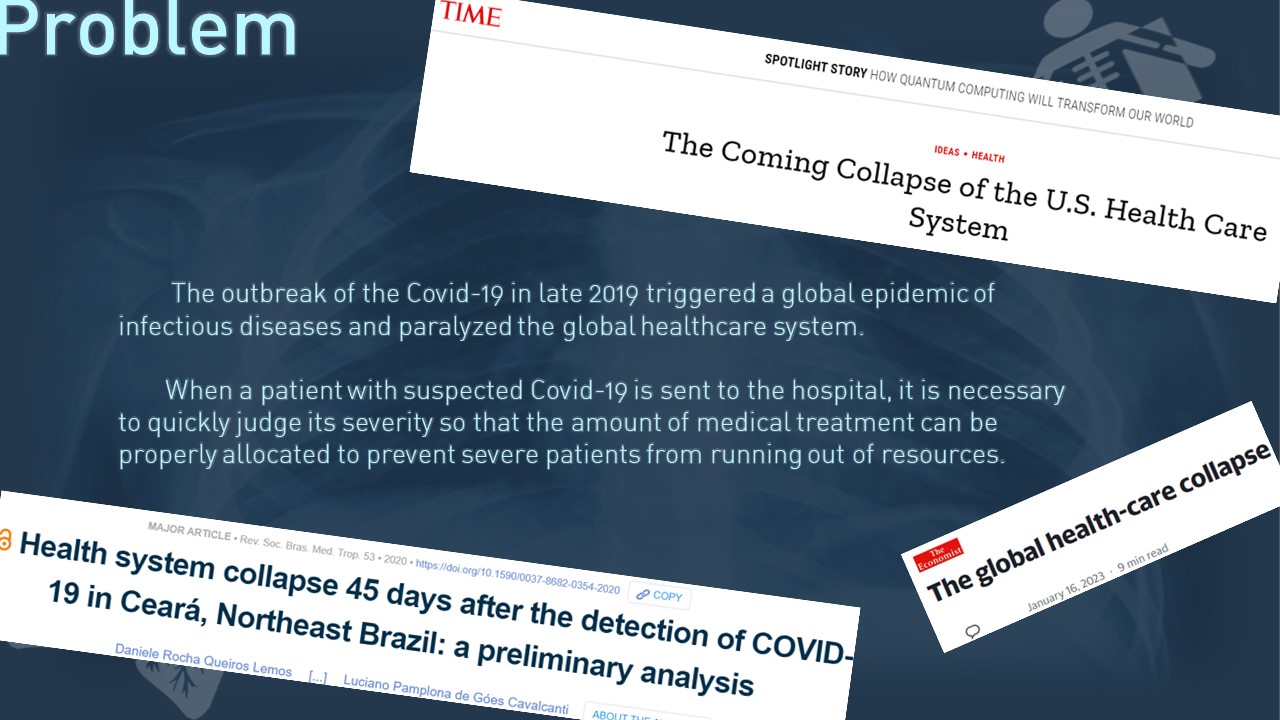 Problem
TIME
SPOTLIGHT STORY HOW QUANTUM COMPUTING WILL TRANSFORM OUR WORLD
IDEAS • HEALTH
The Coming Collapse of the U.S. Health Care
System
The outbreak of the Covid-19 in late 2019 triggered a global epidemic of
infectious diseases and paralyzed the global healthcare system.
When a patient with suspected Covid-19 is sent to the hospital, it is necessary
to quickly judge its severity so that the amount of medical treatment can be
properly allocated to prevent severe patients from running out of resources.
The
Economist
The global health-care collapse
January 16, 2023 · 9 min read
MAJOR ARTICLE • Rev. Soc. Bras. Med. Trop. 53 • 2020 • https://doi.org/10.1590/0037-8682-0354-2020 COPY
Health system collapse 45 days after the detection of COVID-
19 in Ceará, Northeast Brazil: a preliminary analysis
Daniele Rocha Queiros Lemos [...] Luciano Pamplona de Góes Cavalcanti
ABOUT THE